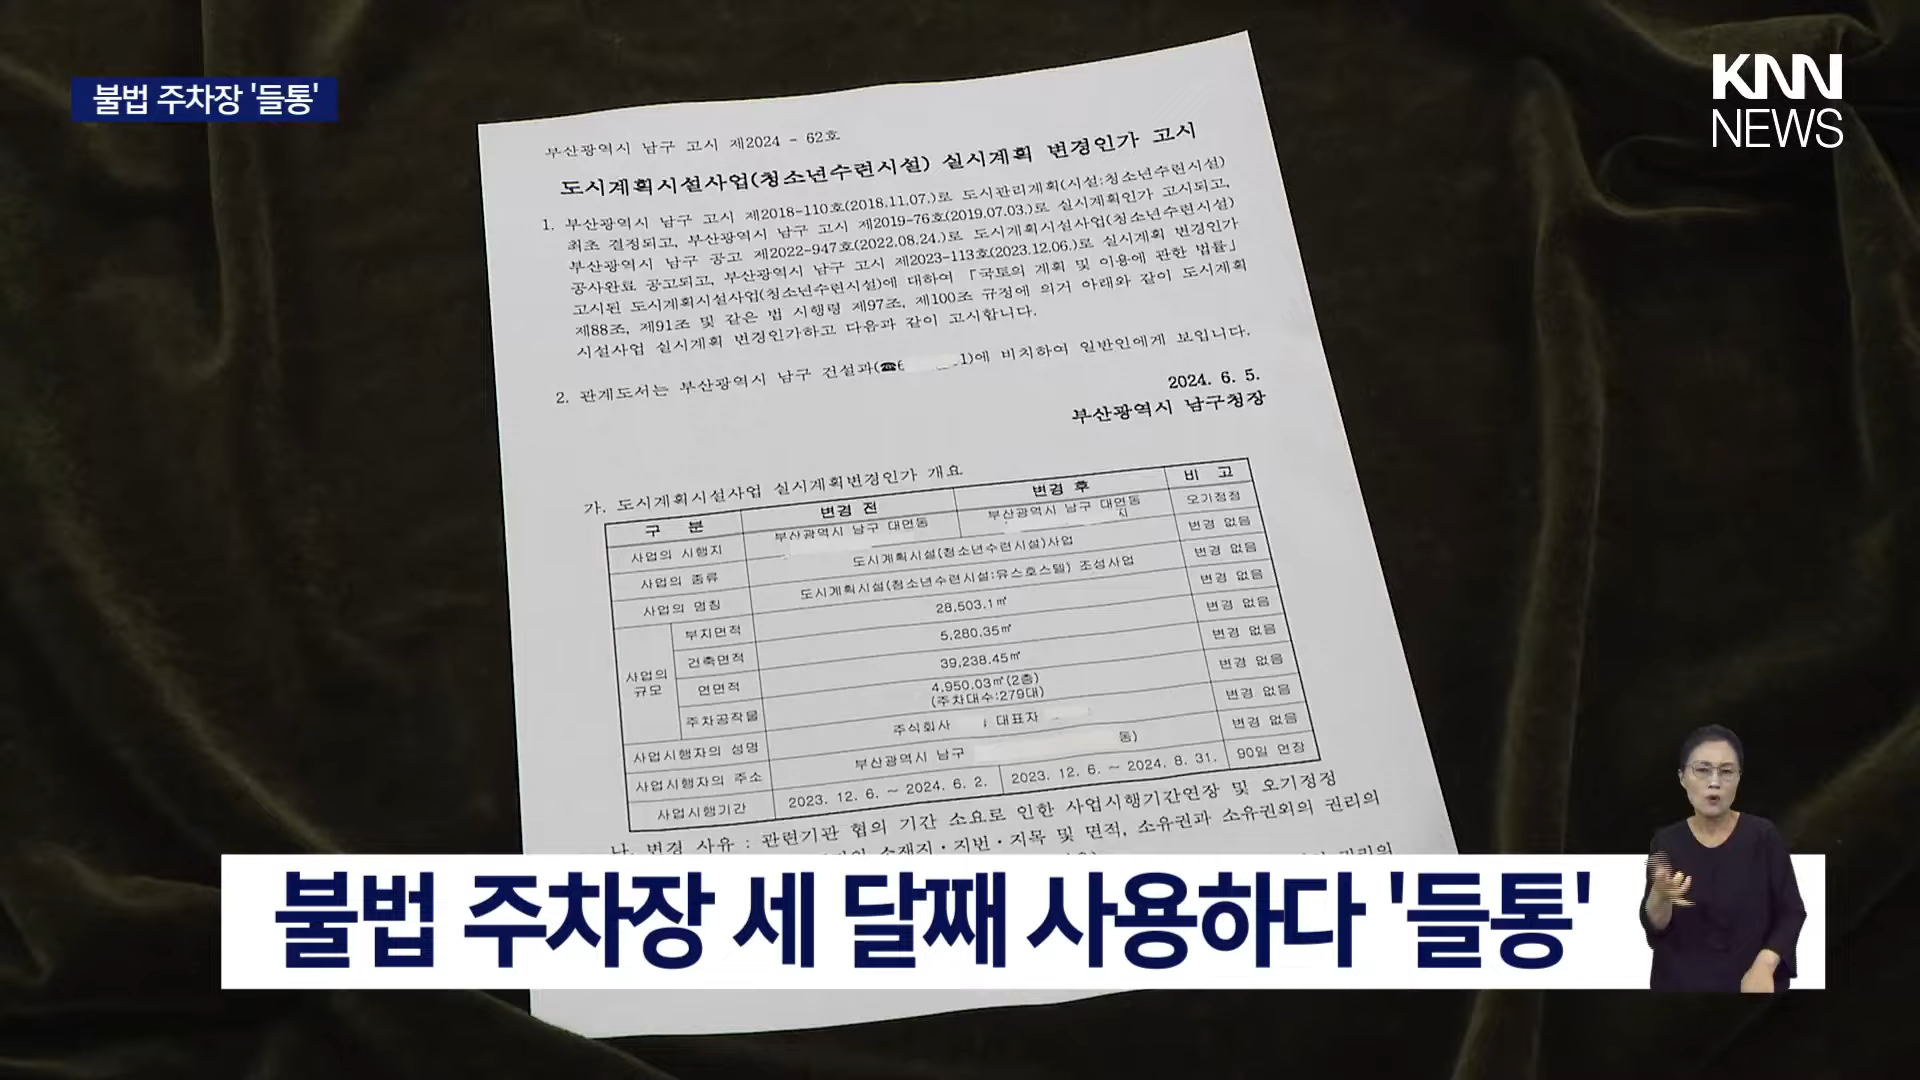 불법 주차장 '들통'
KNN
NEWS
부산광역시 남구 고시 제2024 - 62호
도시계획시설사업(청소년수련시설) 실시계획 변경인가 고시
1. 부산광역시 남구 고시 제2018-110호(2018.11.07.)로 도시관리계획(시설:청소년수련시설)
최초 결정되고, 부산광역시 남구 고시 제2019-76호(2019.07.03.)로 실시계획인가 고시되고,
부산광역시 남구 공고 제2022-947호(2022.08.24.)로 도시계획시설사업(청소년수련시설)
공사완료 공고되고, 부산광역시 남구 고시 제2023-113호(2023.12.06.)로 실시계획 변경인가
고시된 도시계획시설사업(청소년수련시설)에 대하여 「국토의 계획 및 이용에 관한 법률」
제88조, 제91조 및 같은 법 시행령 제97조, 제100조 규정에 의거 아래와 같이 도시계획
시설사업 실시계획 변경인가하고 다음과 같이 고시합니다.
2. 관계도서는 부산광역시 남구 건설과(☎6 1)에 비치하여 일반인에게 보입니다.
2024. 6. 5.
부산광역시 남구청장
가. 도시계획시설사업 실시계획변경인가 개요
구 분 변경 전 변경 후 비 고
사업의 시행지 부산광역시 남구 대연동 부산광역시 남구 대연동 오기정정
사업의 종류 도시계획시설(청소년수련시설)사업 변경 없음
사업의 명칭 도시계획시설(청소년수련시설:유스호스텔) 조성사업 변경 없음
사업의 규모 부지면적 28,503.1㎡ 변경 없음
건축면적 5,280.35㎡ 변경 없음
연면적 39,238.45㎡ 변경 없음
주차공작물 4,950.03㎡(2층) 변경 없음
(주차대수:279대)
사업시행자의 성명 주식회사 대표자 변경 없음
사업시행자의 주소 부산광역시 남구 동) 변경 없음
사업시행기간 2023. 12. 6. ~ 2024. 6. 2. 2023. 12. 6. ~ 2024. 8. 31. 90일 연장
나. 변경 사유 : 관련기관 협의 기간 소요로 인한 사업시행기간연장 및 오기정정
소재지·지번·지목 및 면적, 소유권과 소유권외의 권리의
불법 주차장 세 달째 사용하다 '들통'